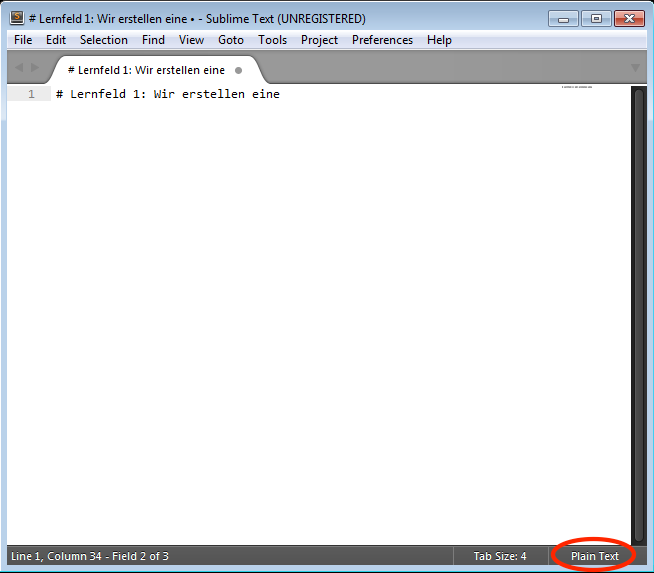 # Lernfeld 1: Wir erstellen eine • - Sublime Text (UNREGISTERED)
File Edit Selection Find View Goto Tools Project Preferences Help
# Lernfeld 1: Wir erstellen eine
1 # Lernfeld 1: Wir erstellen eine
Line 1, Column 34 - Field 2 of 3 Tab Size: 4 Plain Text